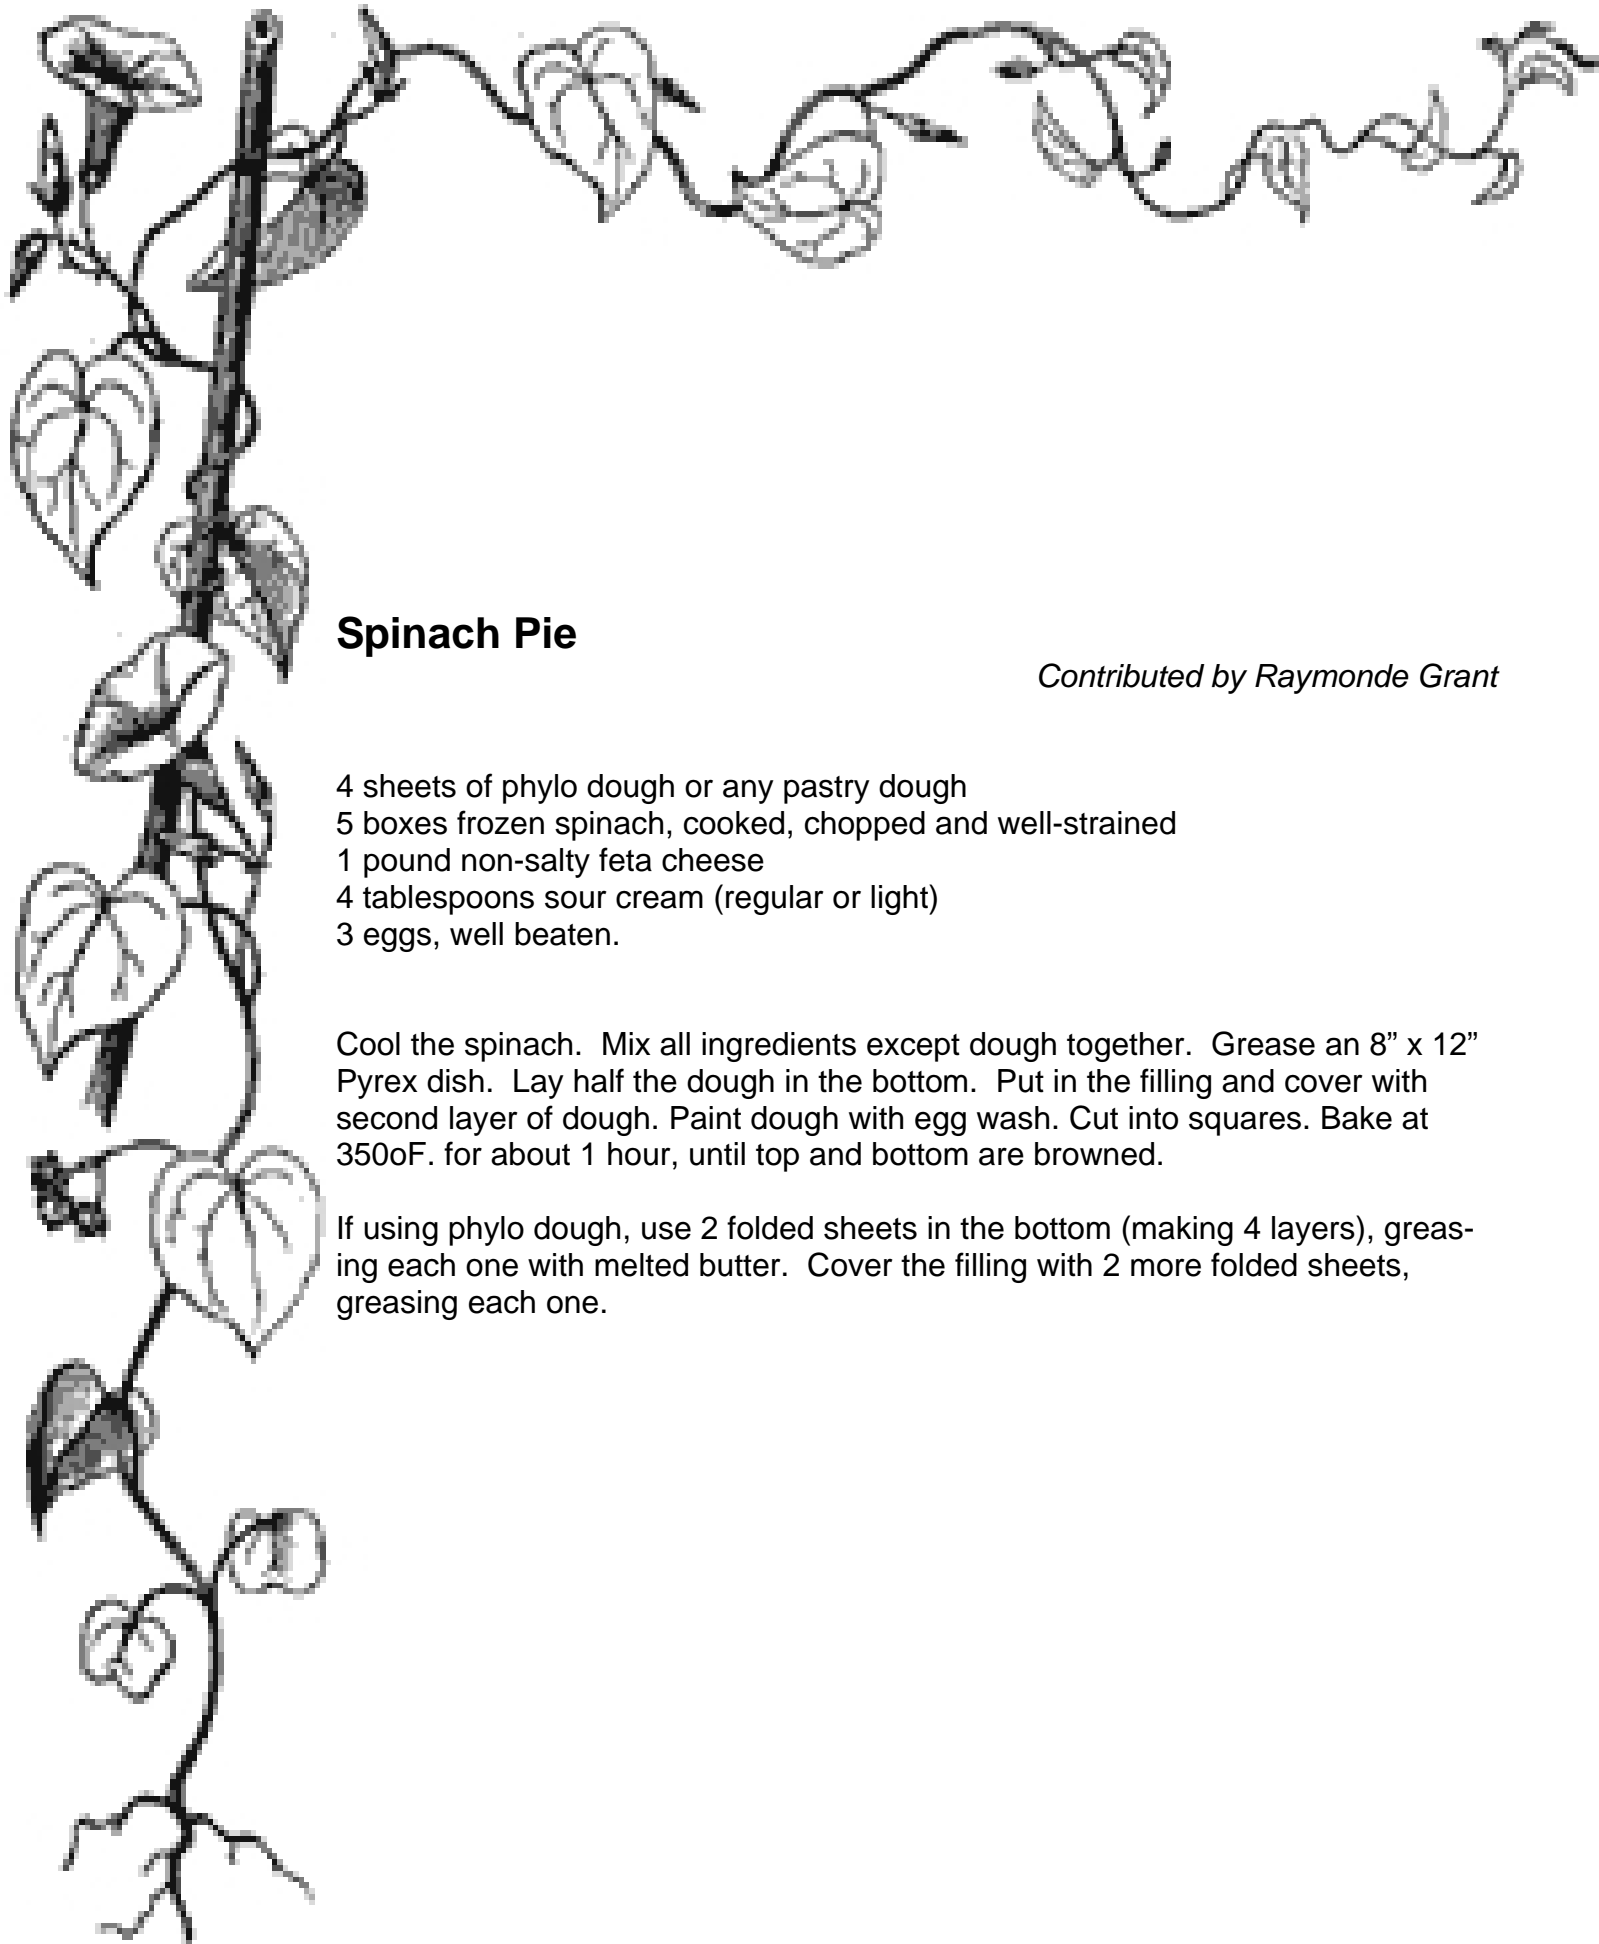 Spinach Pie
Contributed by Raymonde Grant
4 sheets of phylo dough or any pastry dough
5 boxes frozen spinach, cooked, chopped and well-strained
1 pound non-salty feta cheese
4 tablespoons sour cream (regular or light)
3 eggs, well beaten.
Cool the spinach.  Mix all ingredients except dough together.  Grease an 8” x 12”
Pyrex dish.  Lay half the dough in the bottom.  Put in the filling and cover with
second layer of dough. Paint dough with egg wash. Cut into squares. Bake at
350oF. for about 1 hour, until top and bottom are browned.
If using phylo dough, use 2 folded sheets in the bottom (making 4 layers), greas-
ing each one with melted butter.  Cover the filling with 2 more folded sheets,
greasing each one.